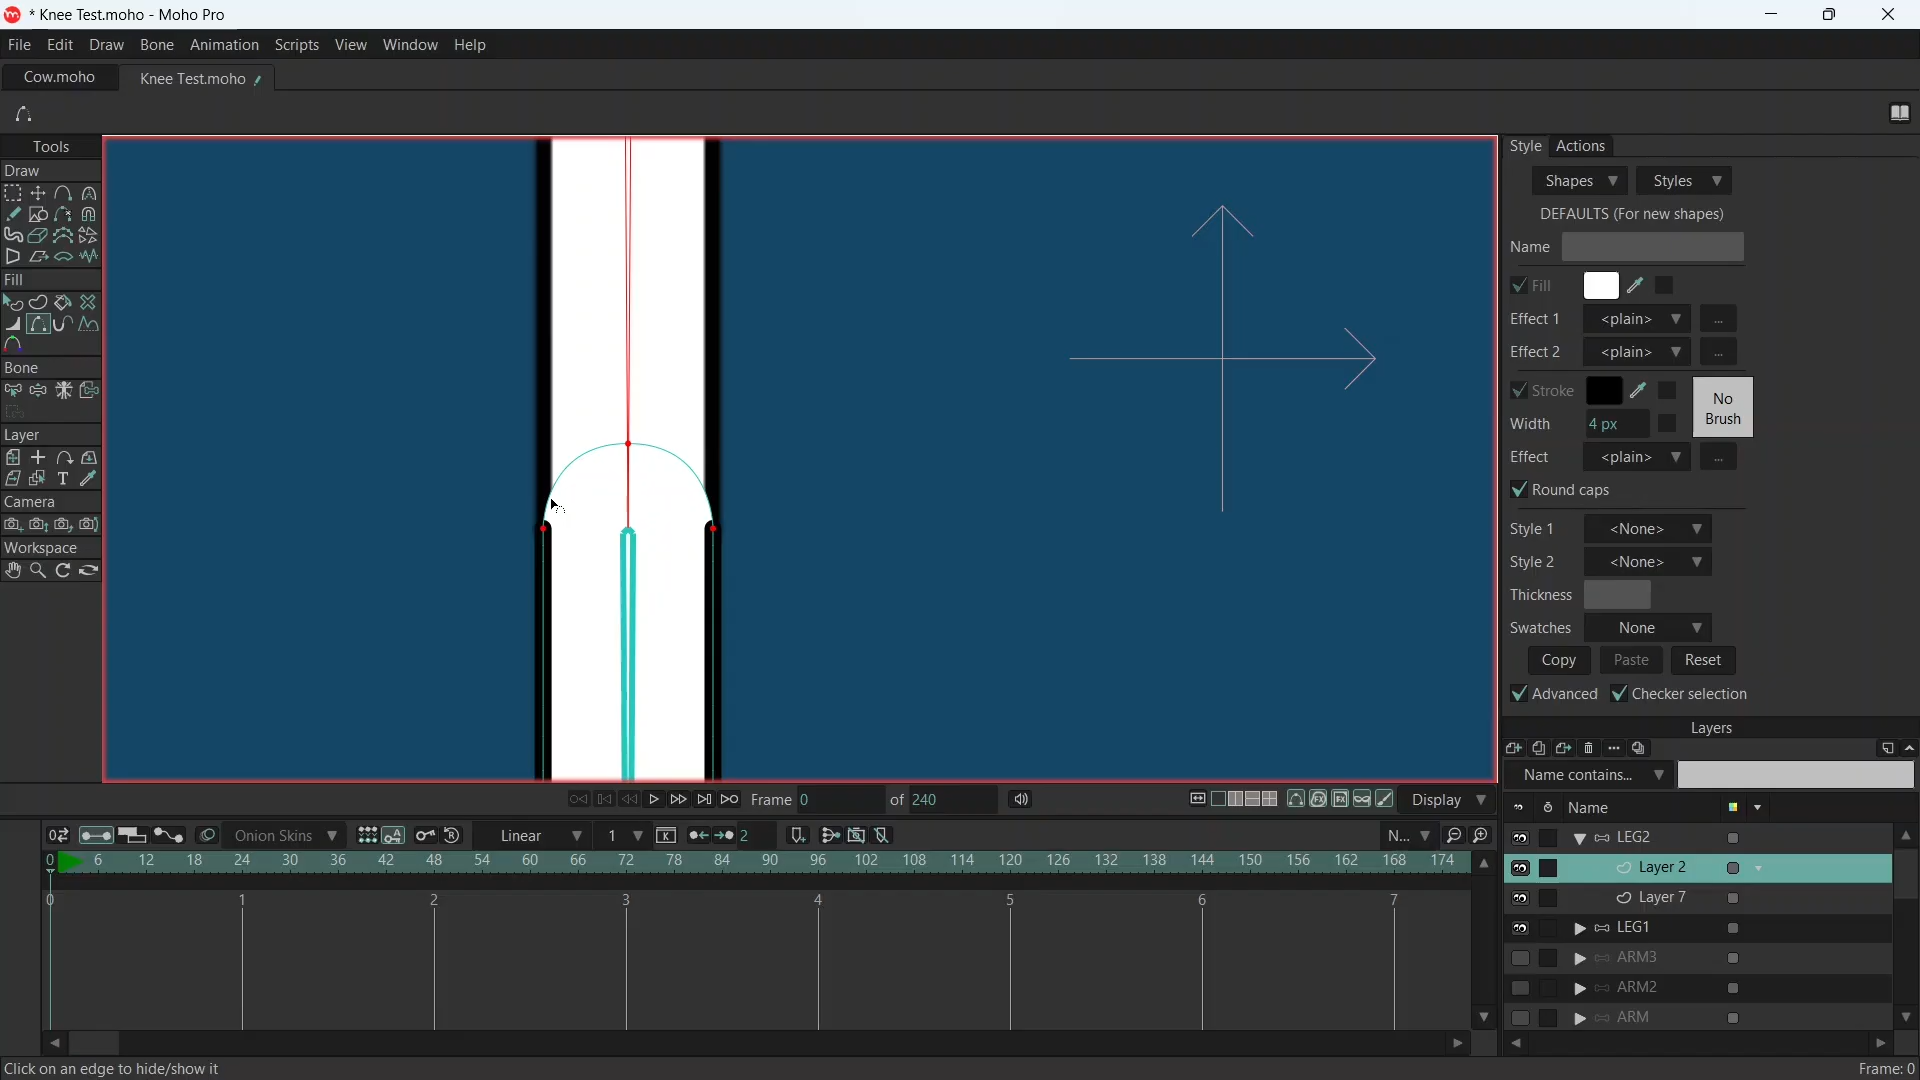 * Knee Test.moho - Moho Pro
File Edit Draw Bone Animation Scripts View Window Help
Cow.moho Knee Test.moho
Tools
Draw
Fill
Bone
Layer
Camera
Workspace
Style Actions
Shapes Styles
DEFAULTS (For new shapes)
Name
Fill
Effect 1 <plain> ...
Effect 2 <plain> ...
Stroke
No Brush
Width 4 px
Effect <plain> ...
Round caps
Style 1 <None>
Style 2 <None>
Thickness
Swatches None
Copy Paste Reset
Advanced Checker selection
Layers
Name contains...
Name
LEG2
Layer 2
Layer 7
LEG1
ARM3
ARM2
ARM
Frame 0 of 240 Display
Onion Skins Linear 1 2 N...
0 6 12 18 24 30 36 42 48 54 60 66 72 78 84 90 96 102 108 114 120 126 132 138 144 150 156 162 168 174
0 1 2 3 4 5 6 7
Click on an edge to hide/show it Frame: 0